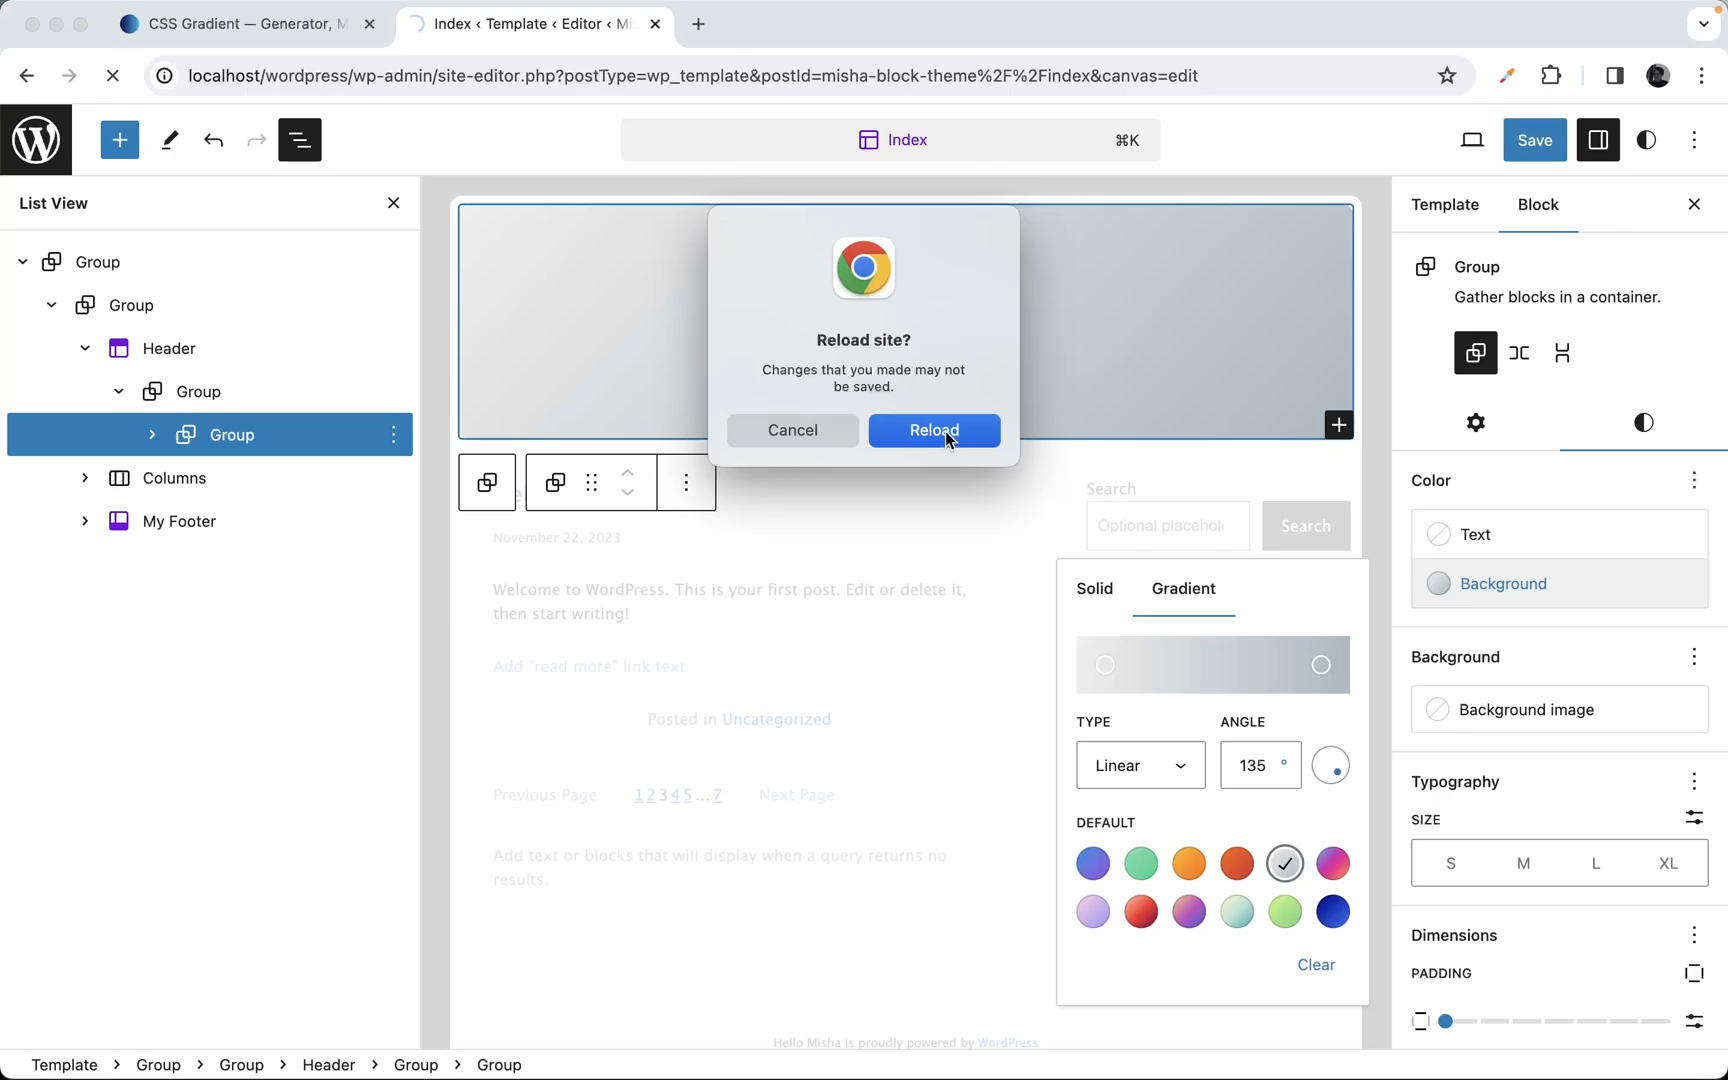 CSS Gradient — Generator, M
Index ‹ Template ‹ Editor ‹ Mi
localhost/wordpress/wp-admin/site-editor.php?postType=wp_template&postId=misha-block-theme%2F%2Findex&canvas=edit
Index
⌘K
Save
List View
Group
Group
Header
Group
Group
Columns
My Footer
Reload site?
Changes that you made may not
be saved.
Cancel
Reload
November 22, 2023
Welcome to WordPress. This is your first post. Edit or delete it,
then start writing!
Add "read more" link text
Posted in Uncategorized
Previous Page 1 2 3 4 5 ... 7 Next Page
Add text or blocks that will display when a query returns no
results.
Hello Misha is proudly powered by WordPress
Search
Optional placehol
Search
Solid
Gradient
TYPE
ANGLE
Linear
135 °
DEFAULT
Clear
Template
Block
Group
Gather blocks in a container.
Color
Text
Background
Background
Background image
Typography
SIZE
S M L XL
Dimensions
PADDING
Template > Group > Group > Header > Group > Group